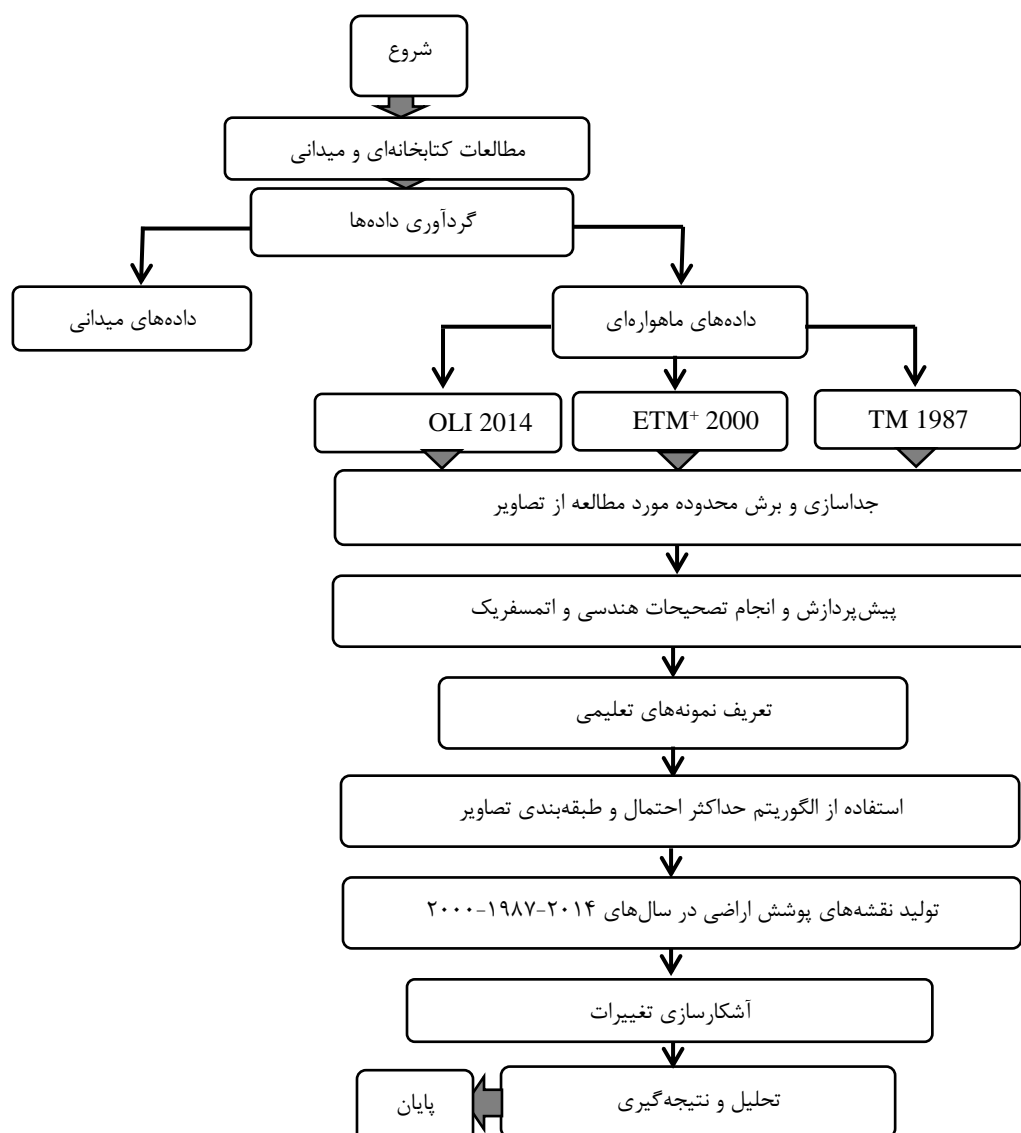 شروع
مطالعات کتابخانه‌ای و میدانی
گردآوری داده‌ها
داده‌های میدانی
داده‌های ماهواره‌ای
OLI 2014
ETM+ 2000
TM 1987
جداسازی و برش محدوده مورد مطالعه از تصاویر
پیش‌پردازش و انجام تصحیحات هندسی و اتمسفریک
تعریف نمونه‌های تعلیمی
استفاده از الگوریتم حداکثر احتمال و طبقه‌بندی تصاویر
تولید نقشه‌های پوشش اراضی در سال‌های ۲۰۱۴-۱۹۸۷-۲۰۰۰
آشکارسازی تغییرات
تحلیل و نتیجه‌گیری
پایان